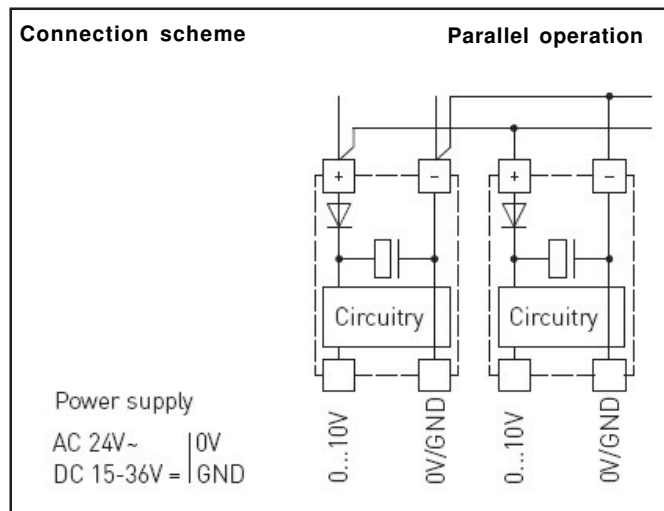 Connection scheme
Parallel operation
+ - + -
Circuitry Circuitry
Power supply
AC 24V~ 0V
DC 15-36V = GND
0...10V
0V/GND
0...10V
0V/GND